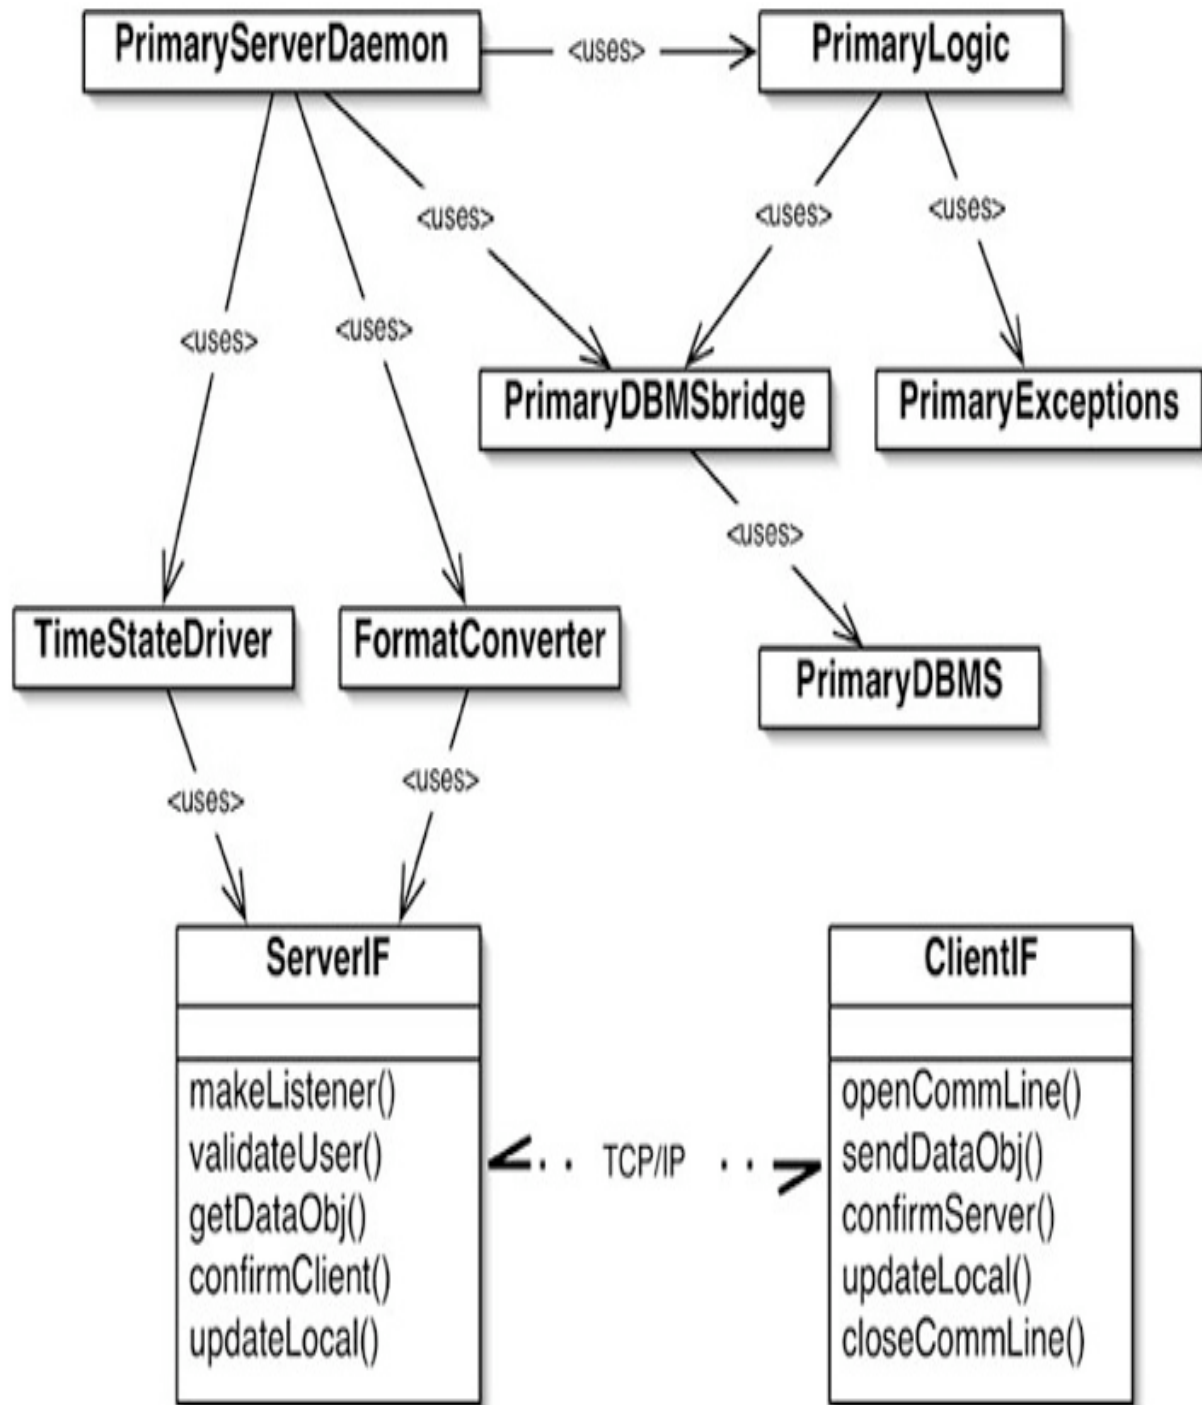 PrimaryServerDaemon
<uses>
PrimaryLogic
<uses>
<uses>
<uses>
<uses>
<uses>
PrimaryDBMSbridge
PrimaryExceptions
<uses>
TimeStateDriver
FormatConverter
PrimaryDBMS
<uses>
<uses>
ServerIF
makeListener()
validateUser()
getDataObj()
confirmClient()
updateLocal()
TCP/IP
ClientIF
openCommLine()
sendDataObj()
confirmServer()
updateLocal()
closeCommLine()